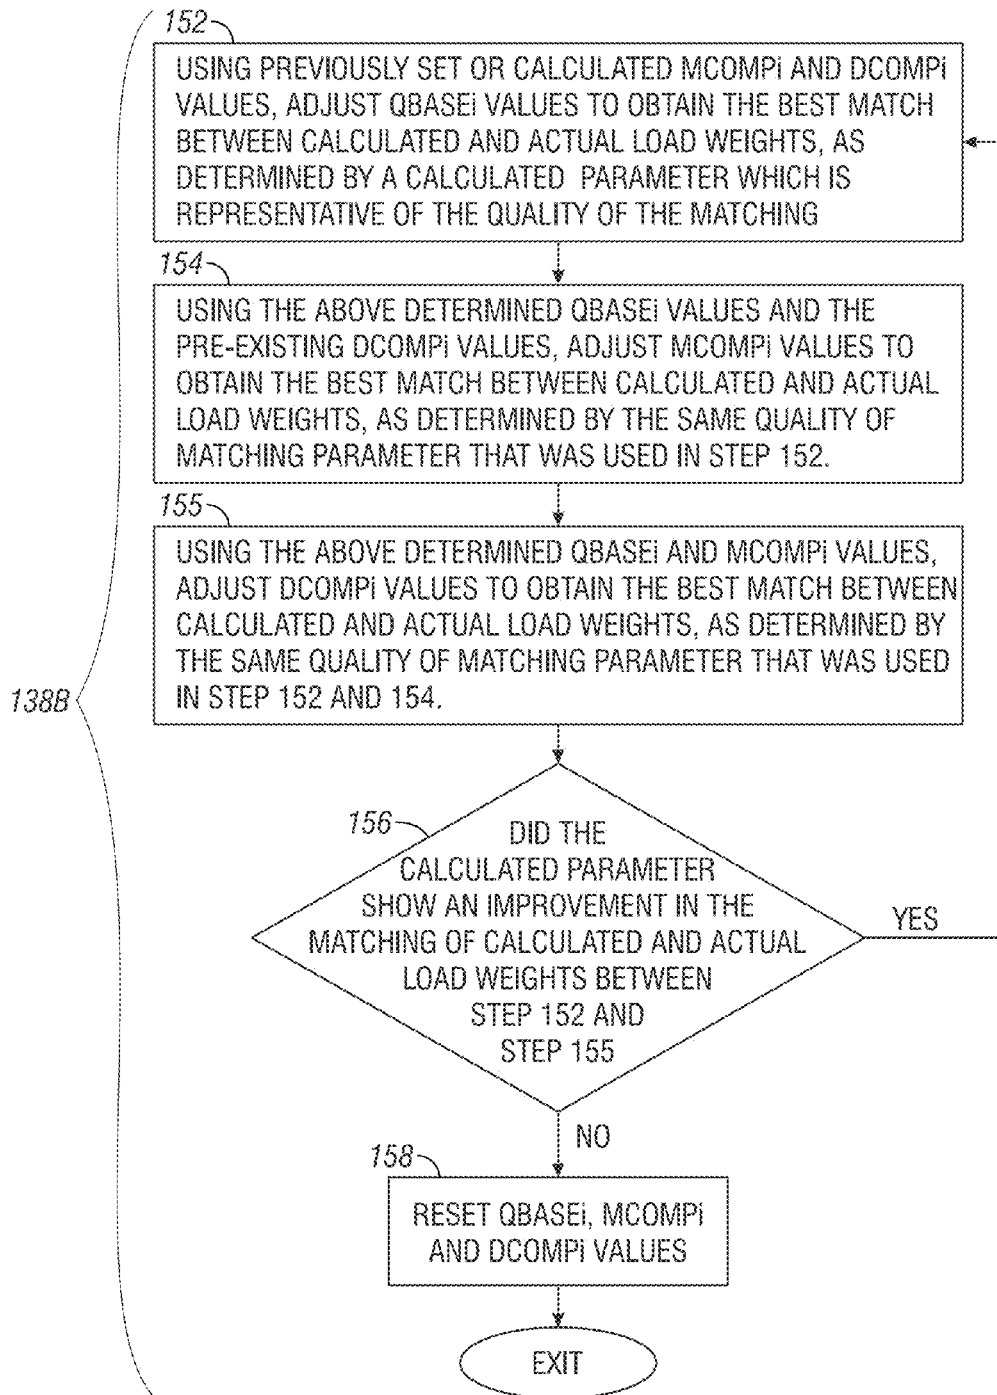 152
USING PREVIOUSLY SET OR CALCULATED MCOMPi AND DCOMPi
VALUES, ADJUST QBASEi VALUES TO OBTAIN THE BEST MATCH
BETWEEN CALCULATED AND ACTUAL LOAD WEIGHTS, AS
DETERMINED BY A CALCULATED PARAMETER WHICH IS
REPRESENTATIVE OF THE QUALITY OF THE MATCHING
154
USING THE ABOVE DETERMINED QBASEi VALUES AND THE
PRE-EXISTING DCOMPi VALUES, ADJUST MCOMPi VALUES TO
OBTAIN THE BEST MATCH BETWEEN CALCULATED AND ACTUAL
LOAD WEIGHTS, AS DETERMINED BY THE SAME QUALITY OF
MATCHING PARAMETER THAT WAS USED IN STEP 152.
155
USING THE ABOVE DETERMINED QBASEi AND MCOMPi VALUES,
ADJUST DCOMPi VALUES TO OBTAIN THE BEST MATCH BETWEEN
CALCULATED AND ACTUAL LOAD WEIGHTS, AS DETERMINED BY
THE SAME QUALITY OF MATCHING PARAMETER THAT WAS USED
IN STEP 152 AND 154.
138B
156
DID THE
CALCULATED PARAMETER
SHOW AN IMPROVEMENT IN THE
MATCHING OF CALCULATED AND ACTUAL
LOAD WEIGHTS BETWEEN
STEP 152 AND
STEP 155
YES
NO
158
RESET QBASEi, MCOMPi
AND DCOMPi VALUES
EXIT